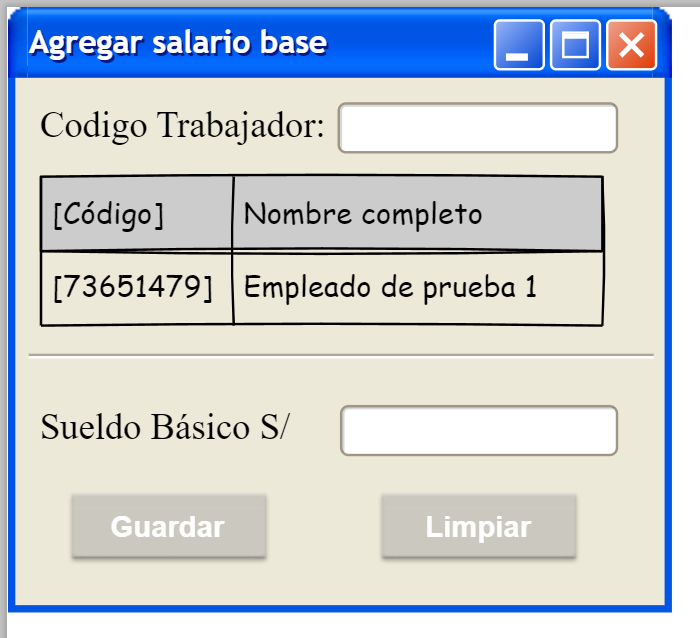 Agregar salario base
Codigo Trabajador:
[Código] Nombre completo
[73651479] Empleado de prueba 1
Sueldo Básico S/
Guardar Limpiar